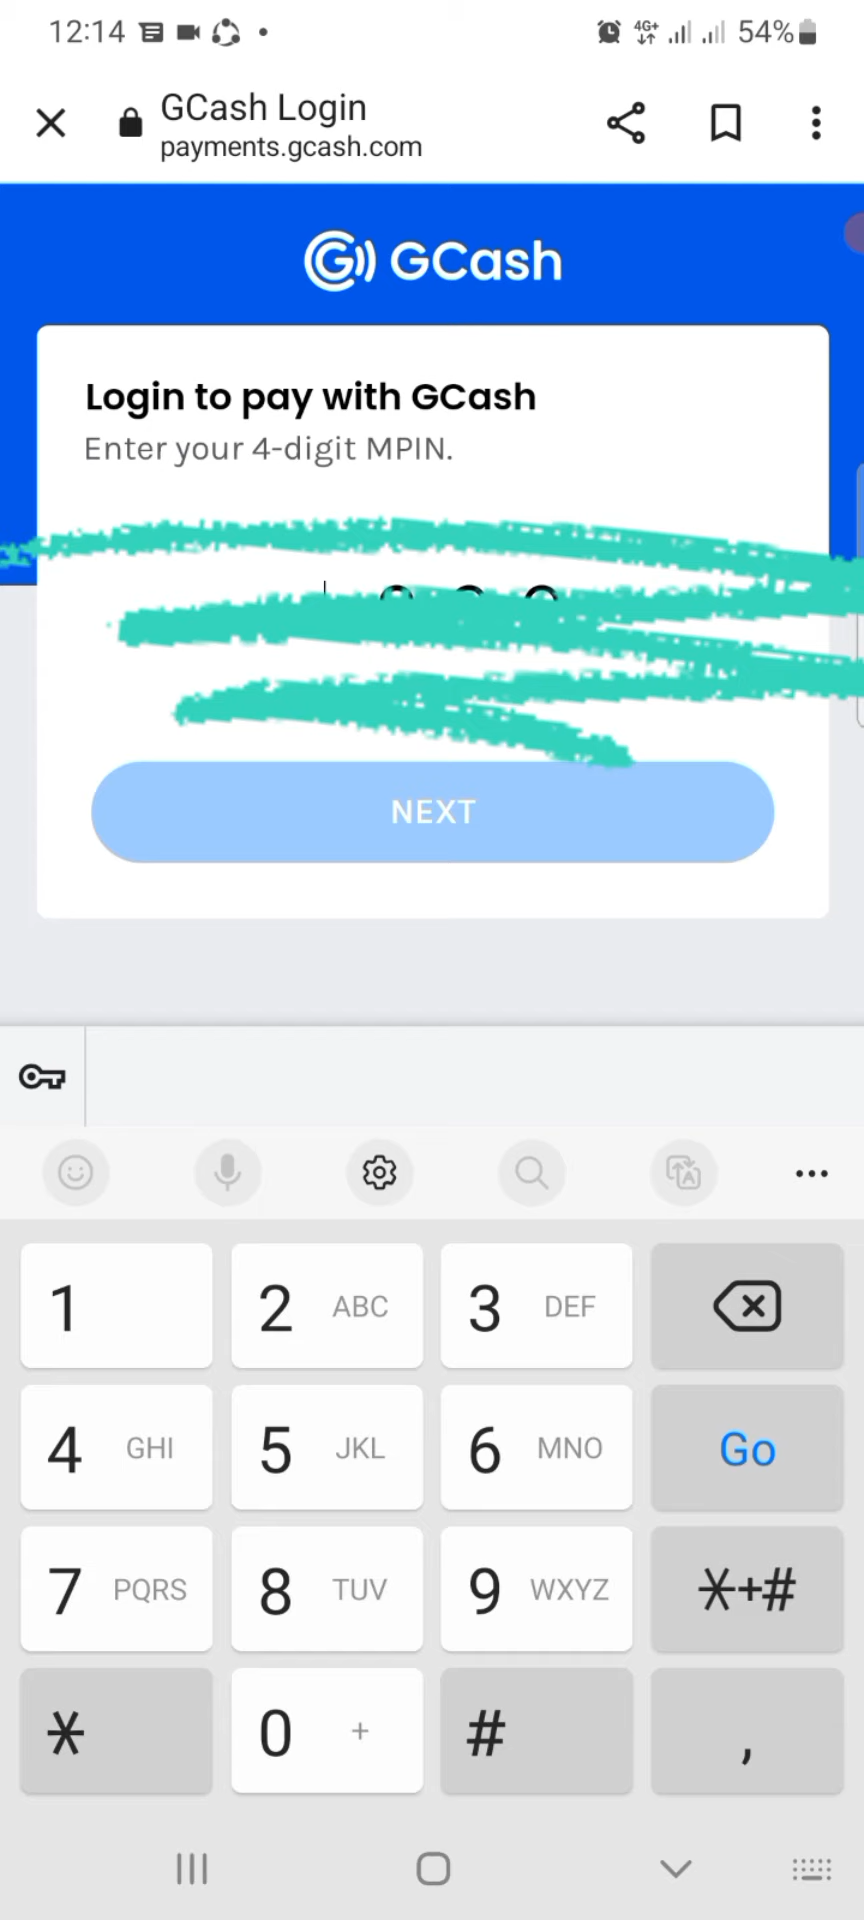 12:14
4G+
54%
GCash Login
payments.gcash.com
GCash
Login to pay with GCash
Enter your 4-digit MPIN.
NEXT
1
2 ABC
3 DEF
4 GHI
5 JKL
6 MNO
Go
7 PQRS
8 TUV
9 WXYZ
*+#
*
0 +
#
,